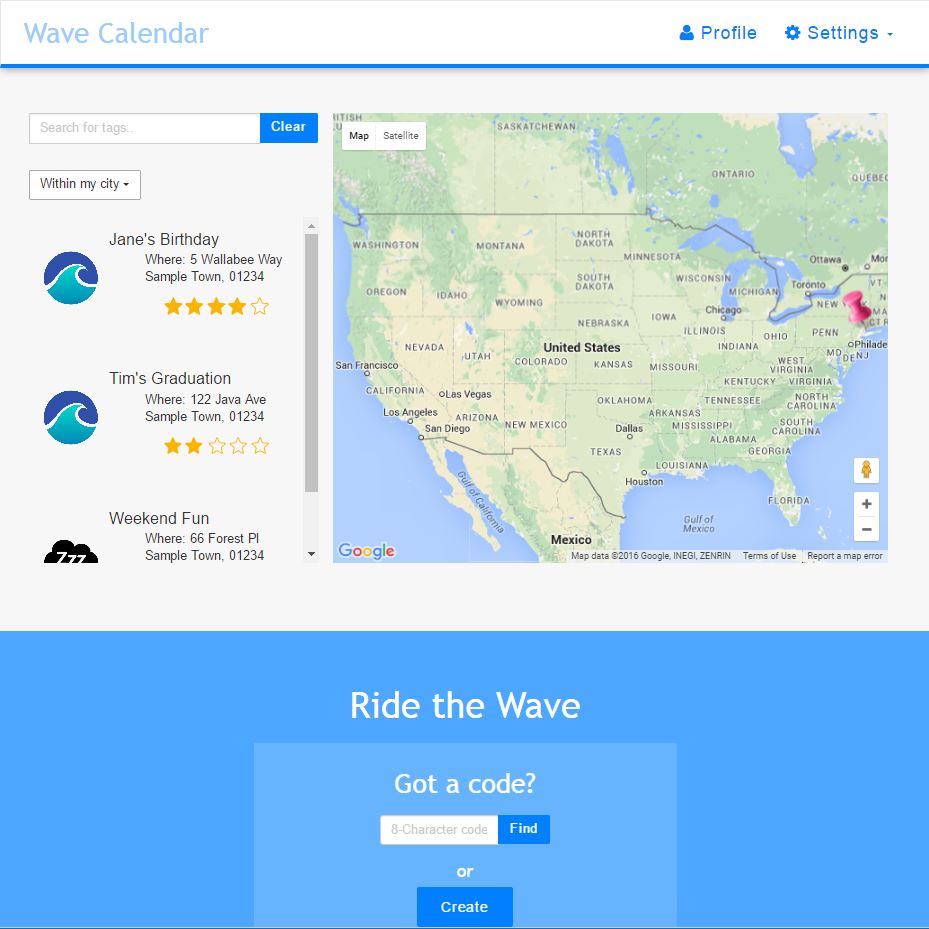 Wave Calendar
Profile
Settings
Search for tags..
Clear
Within my city
Jane's Birthday
Where: 5 Wallabee Way
Sample Town, 01234
Tim's Graduation
Where: 122 Java Ave
Sample Town, 01234
Weekend Fun
Where: 66 Forest Pl
Sample Town, 01234
Zzz
Map
Satellite
SASKATCHEWAN
ONTARIO
QUEBEC
WASHINGTON
MONTANA
NORTH
DAKOTA
MINNESOTA
Ottawa
OREGON
IDAHO
SOUTH
DAKOTA
WISCONSIN
MICHIGAN
Toronto
WYOMING
NEW
VT
IOWA
Chicago
NEBRASKA
ILLINOIS
OHIO
PENN
NEVADA
UTAH
United States
INDIANA
MD
DE
NJ
Philade
San Francisco
COLORADO
KANSAS
MISSOURI
WEST
VIRGINIA
KENTUCKY
VIRGINIA
CALIFORNIA
Las Vegas
OKLAHOMA
TENNESSEE
NORTH
CAROLINA
Los Angeles
ARIZONA
NEW MEXICO
ARKANSAS
MISSISSIPPI
SOUTH
CAROLINA
San Diego
Dallas
ALABAMA
TEXAS
GEORGIA
LOUISIANA
Houston
Gulf of
California
FLORIDA
Gulf of
Mexico
Mexico
Google
Map data ©2016 Google, INEGI, ZENRIN
Terms of Use
Report a map error
Ride the Wave
Got a code?
8-Character code
Find
or
Create